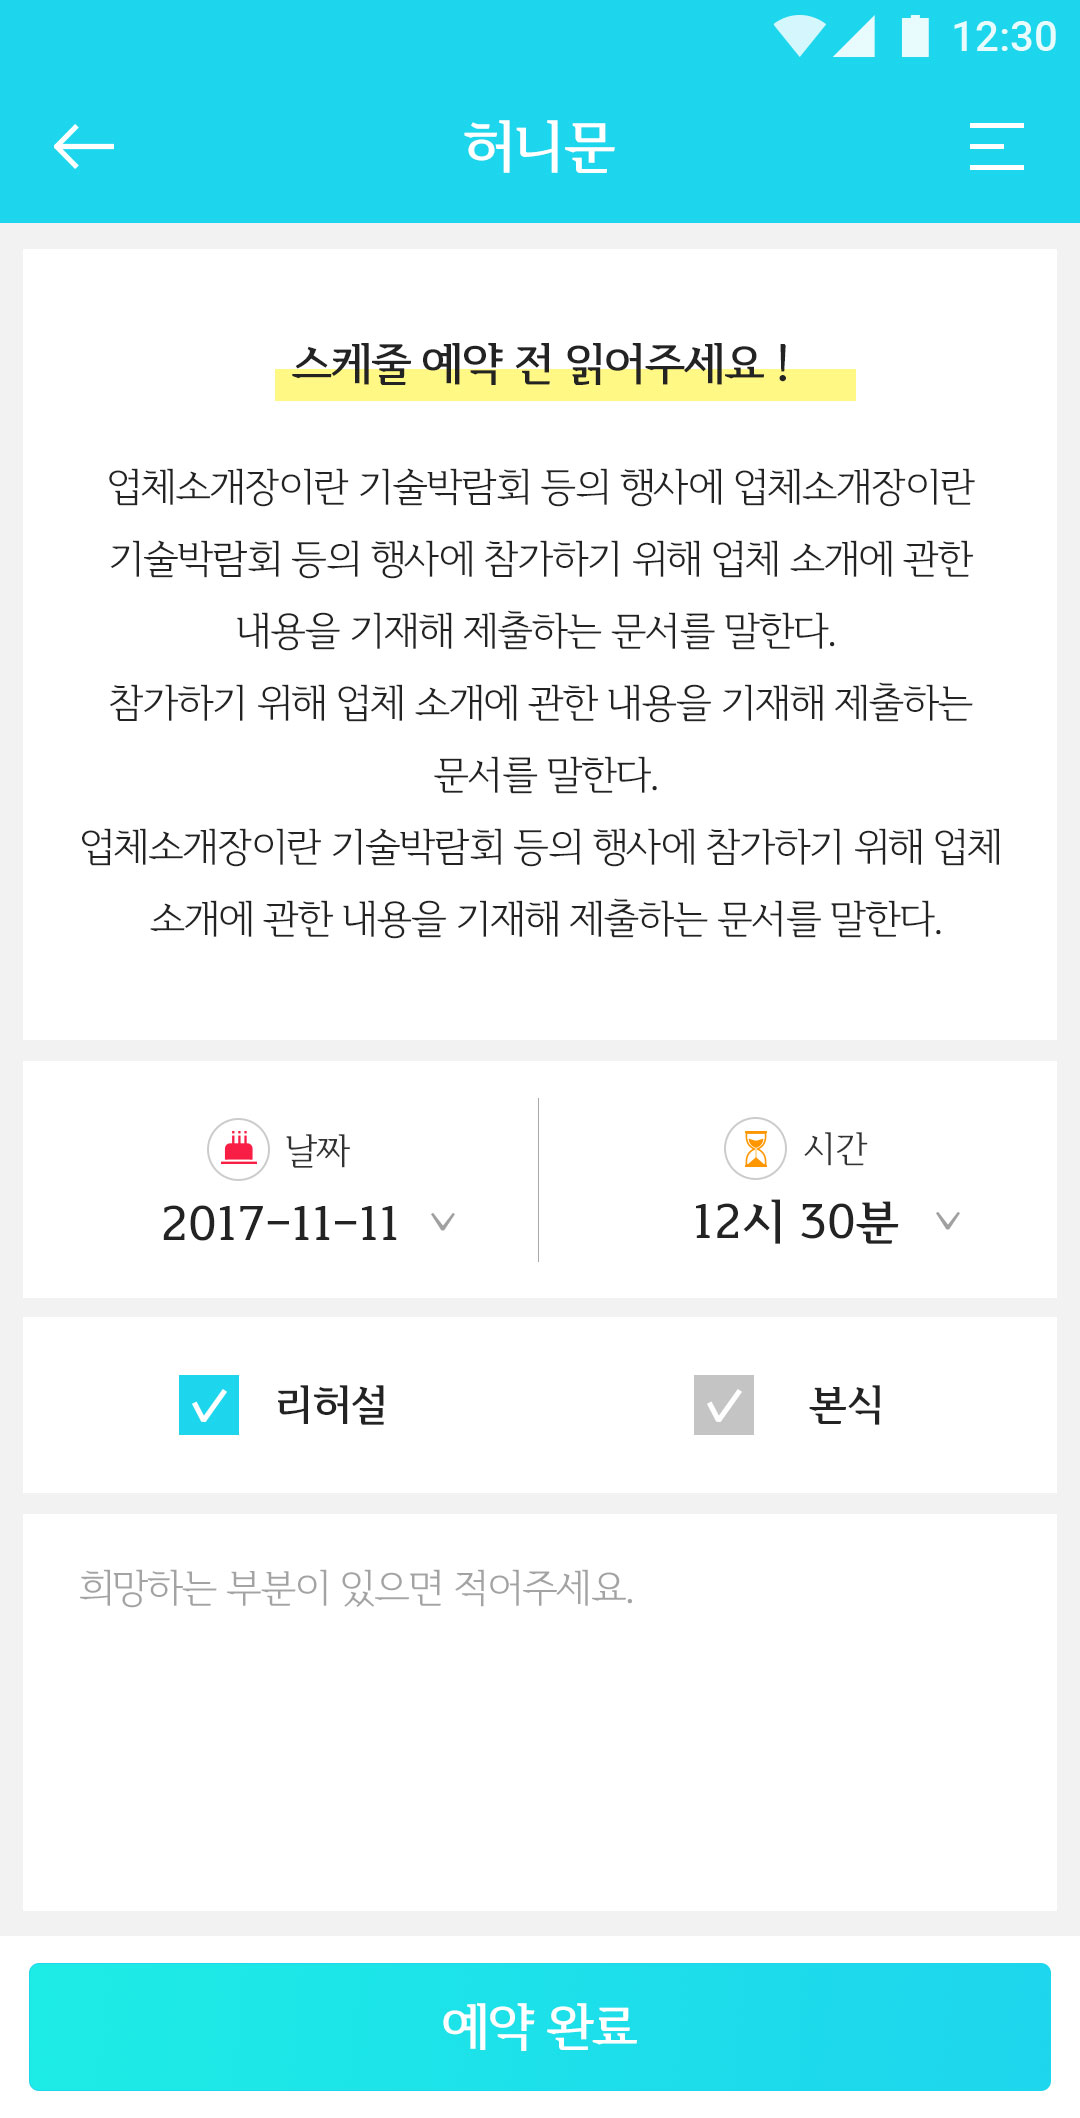 12:30
허니문
스케줄 예약 전 읽어주세요 !
업체소개장이란 기술박람회 등의 행사에 업체소개장이란
기술박람회 등의 행사에 참가하기 위해 업체 소개에 관한
내용을 기재해 제출하는 문서를 말한다.
참가하기 위해 업체 소개에 관한 내용을 기재해 제출하는
문서를 말한다.
업체소개장이란 기술박람회 등의 행사에 참가하기 위해 업체
소개에 관한 내용을 기재해 제출하는 문서를 말한다.
날짜
2017-11-11
시간
12시 30분
리허설
본식
희망하는 부분이 있으면 적어주세요.
예약 완료